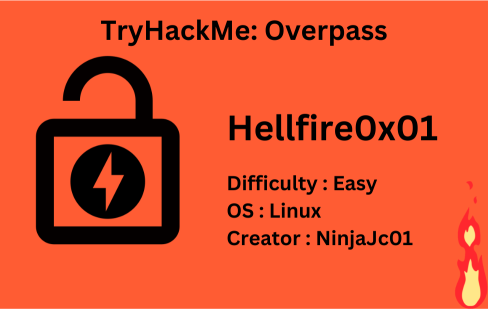 TryHackMe: Overpass
Hellfire0x01
Difficulty : Easy
OS : Linux
Creator : NinjaJc01